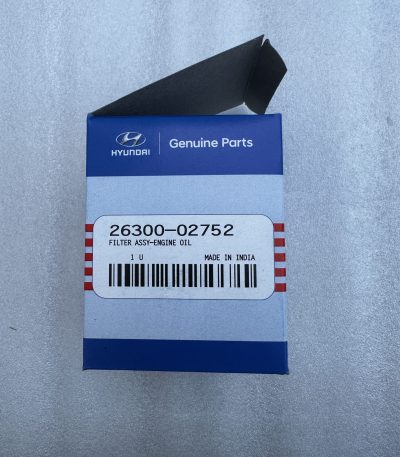 HYUNDAI
Genuine Parts
26300-02752
FILTER ASSY-ENGINE OIL
1 U MADE IN INDIA